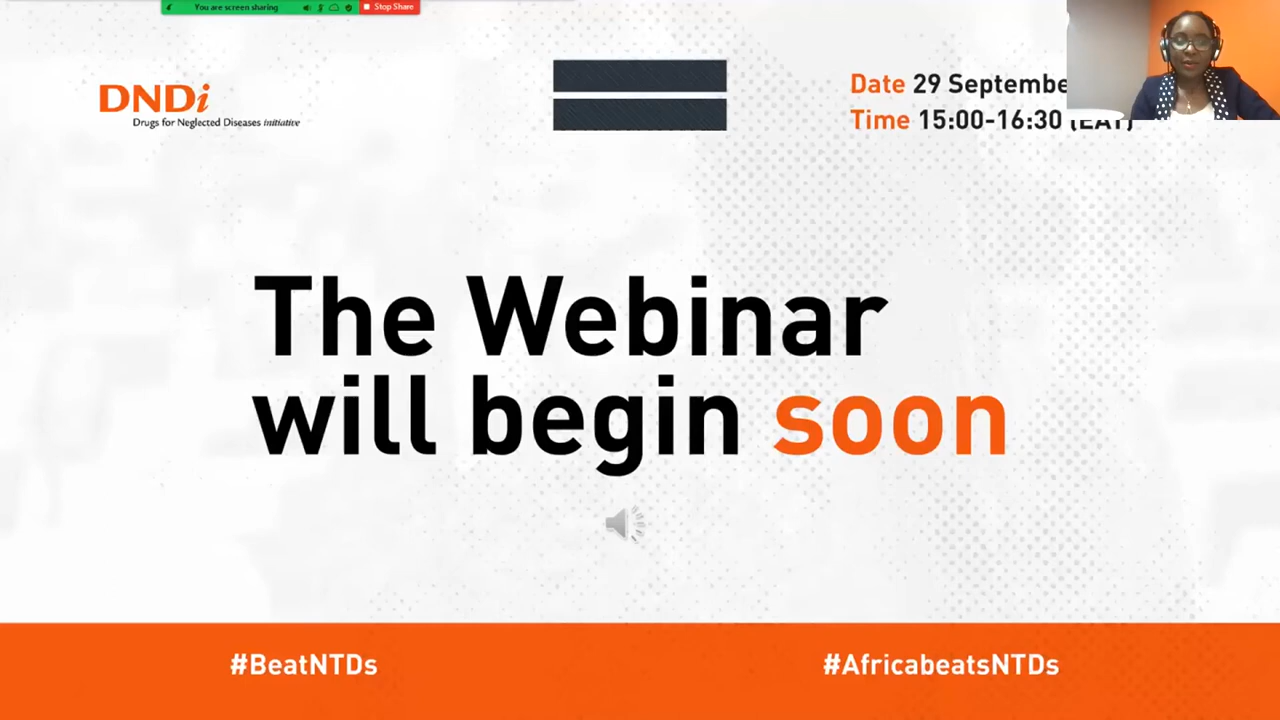 You are screen sharing
Stop Share
DNDi
Drugs for Neglected Diseases initiative
Date 29 Septembe
Time 15:00-16:30 (EAT)
The Webinar
will begin soon
#BeatNTDs
#AfricabeatsNTDs